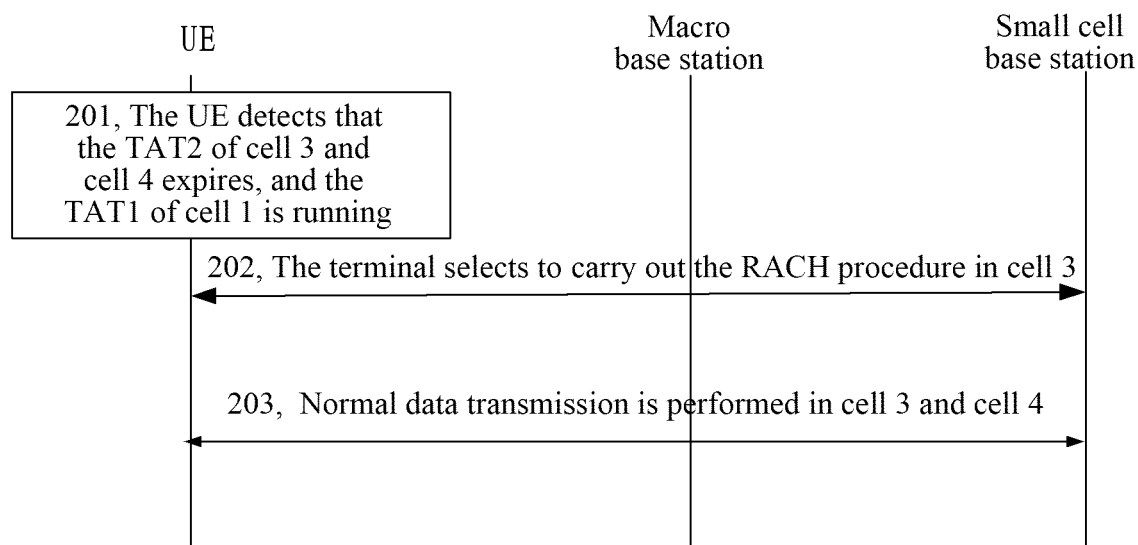 UE
Macro
base station
Small cell
base station
201, The UE detects that
the TAT2 of cell 3 and
cell 4 expires, and the
TAT1 of cell 1 is running
202, The terminal selects to carry out the RACH procedure in cell 3
203, Normal data transmission is performed in cell 3 and cell 4